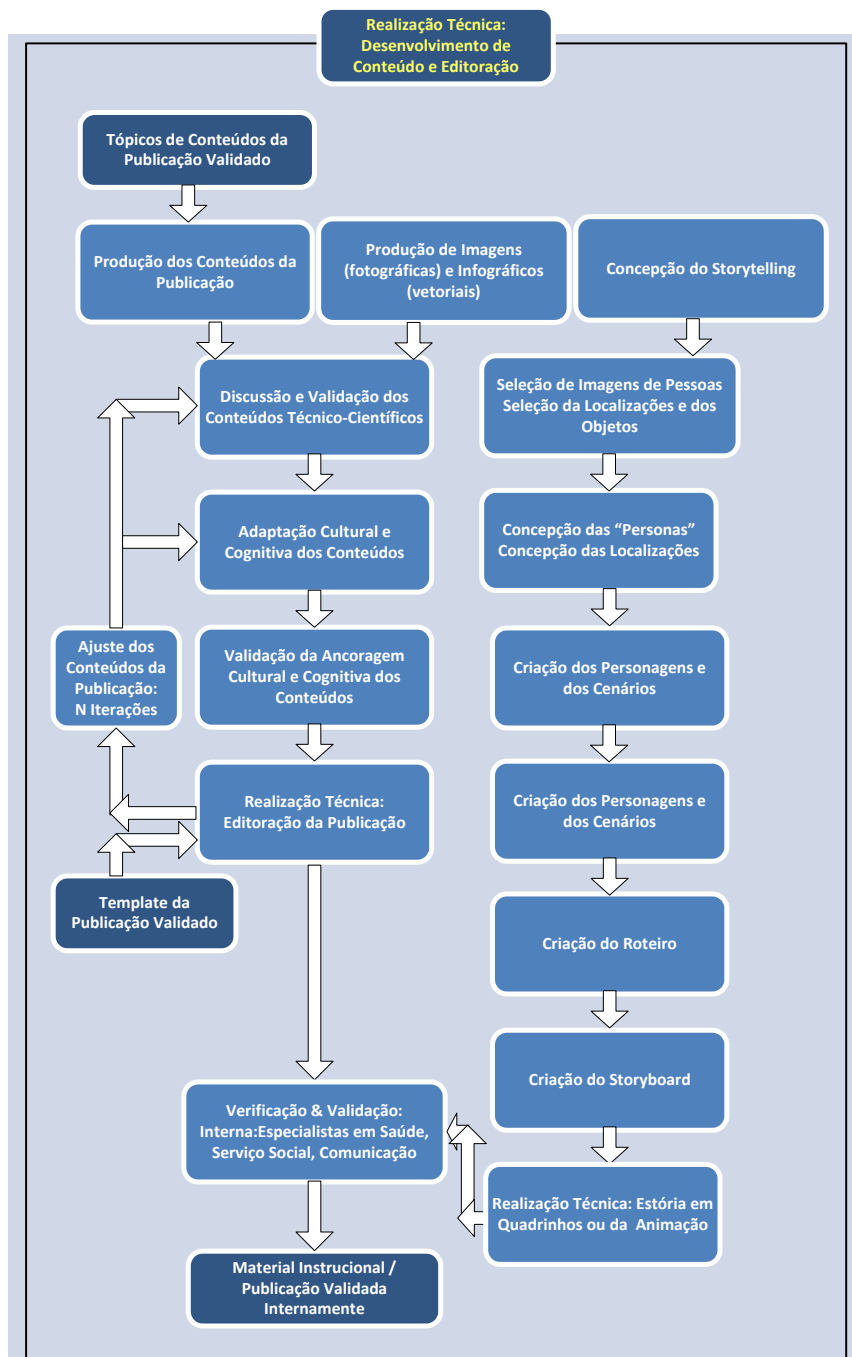 Realização Técnica:
Desenvolvimento de
Conteúdo e Editoração
Tópicos de Conteúdos da
Publicação Validado
Produção dos Conteúdos da
Publicação
Produção de Imagens
(fotográficas) e Infográficos
(vetoriais)
Concepção do Storytelling
Discussão e Validação dos
Conteúdos Técnico-Científicos
Seleção de Imagens de Pessoas
Seleção da Localizações e dos
Objetos
Adaptação Cultural e
Cognitiva dos Conteúdos
Concepção das “Personas”
Concepção das Localizações
Ajuste dos
Conteúdos da
Publicação:
N Iterações
Validação da Ancoragem
Cultural e Cognitiva dos
Conteúdos
Criação dos Personagens e
dos Cenários
Realização Técnica:
Editoração da Publicação
Criação dos Personagens e
dos Cenários
Template da
Publicação Validado
Criação do Roteiro
Criação do Storyboard
Verificação & Validação:
Interna:Especialistas em Saúde,
Serviço Social, Comunicação
Realização Técnica: Estória em
Quadrinhos ou da Animação
Material Instrucional /
Publicação Validada
Internamente